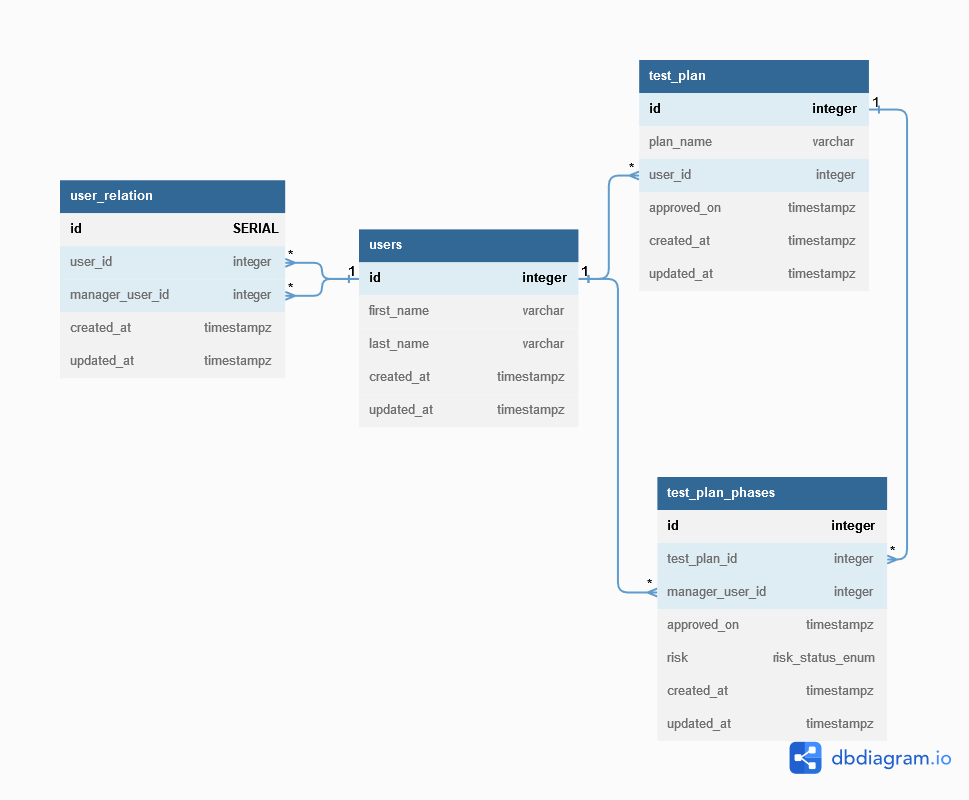 user_relation
id SERIAL
user_id integer
manager_user_id integer
created_at timestampz
updated_at timestampz
*
*
1
users
id integer
first_name varchar
last_name varchar
created_at timestampz
updated_at timestampz
1
test_plan
id integer
plan_name varchar
user_id integer
approved_on timestampz
created_at timestampz
updated_at timestampz
*
1
test_plan_phases
id integer
test_plan_id integer
manager_user_id integer
approved_on timestampz
risk risk_status_enum
created_at timestampz
updated_at timestampz
*
*
dbdiagram.io